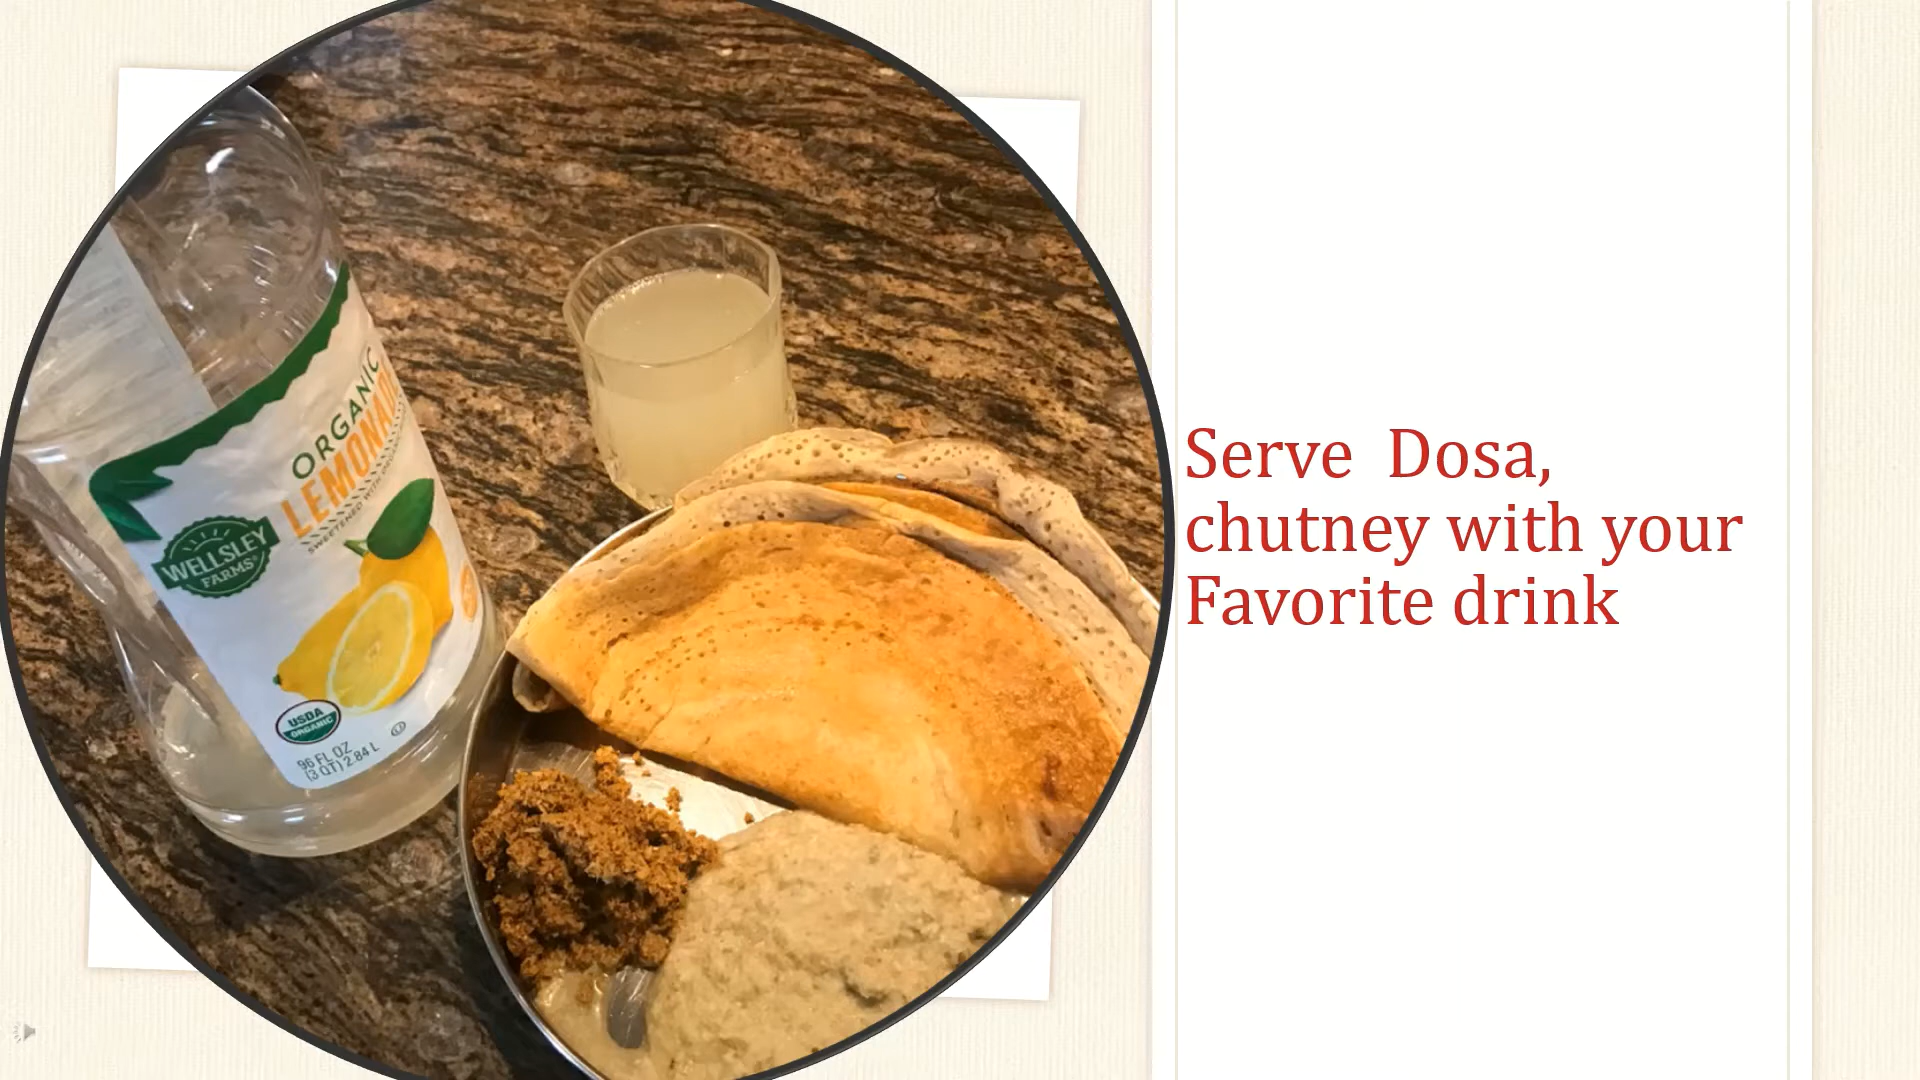 ORGANIC
LEMONADE
WELLSLEY
FARMS
USDA
ORGANIC
96 FL OZ
(3 QT) 2.84 L
Serve  Dosa,
chutney with your
Favorite drink